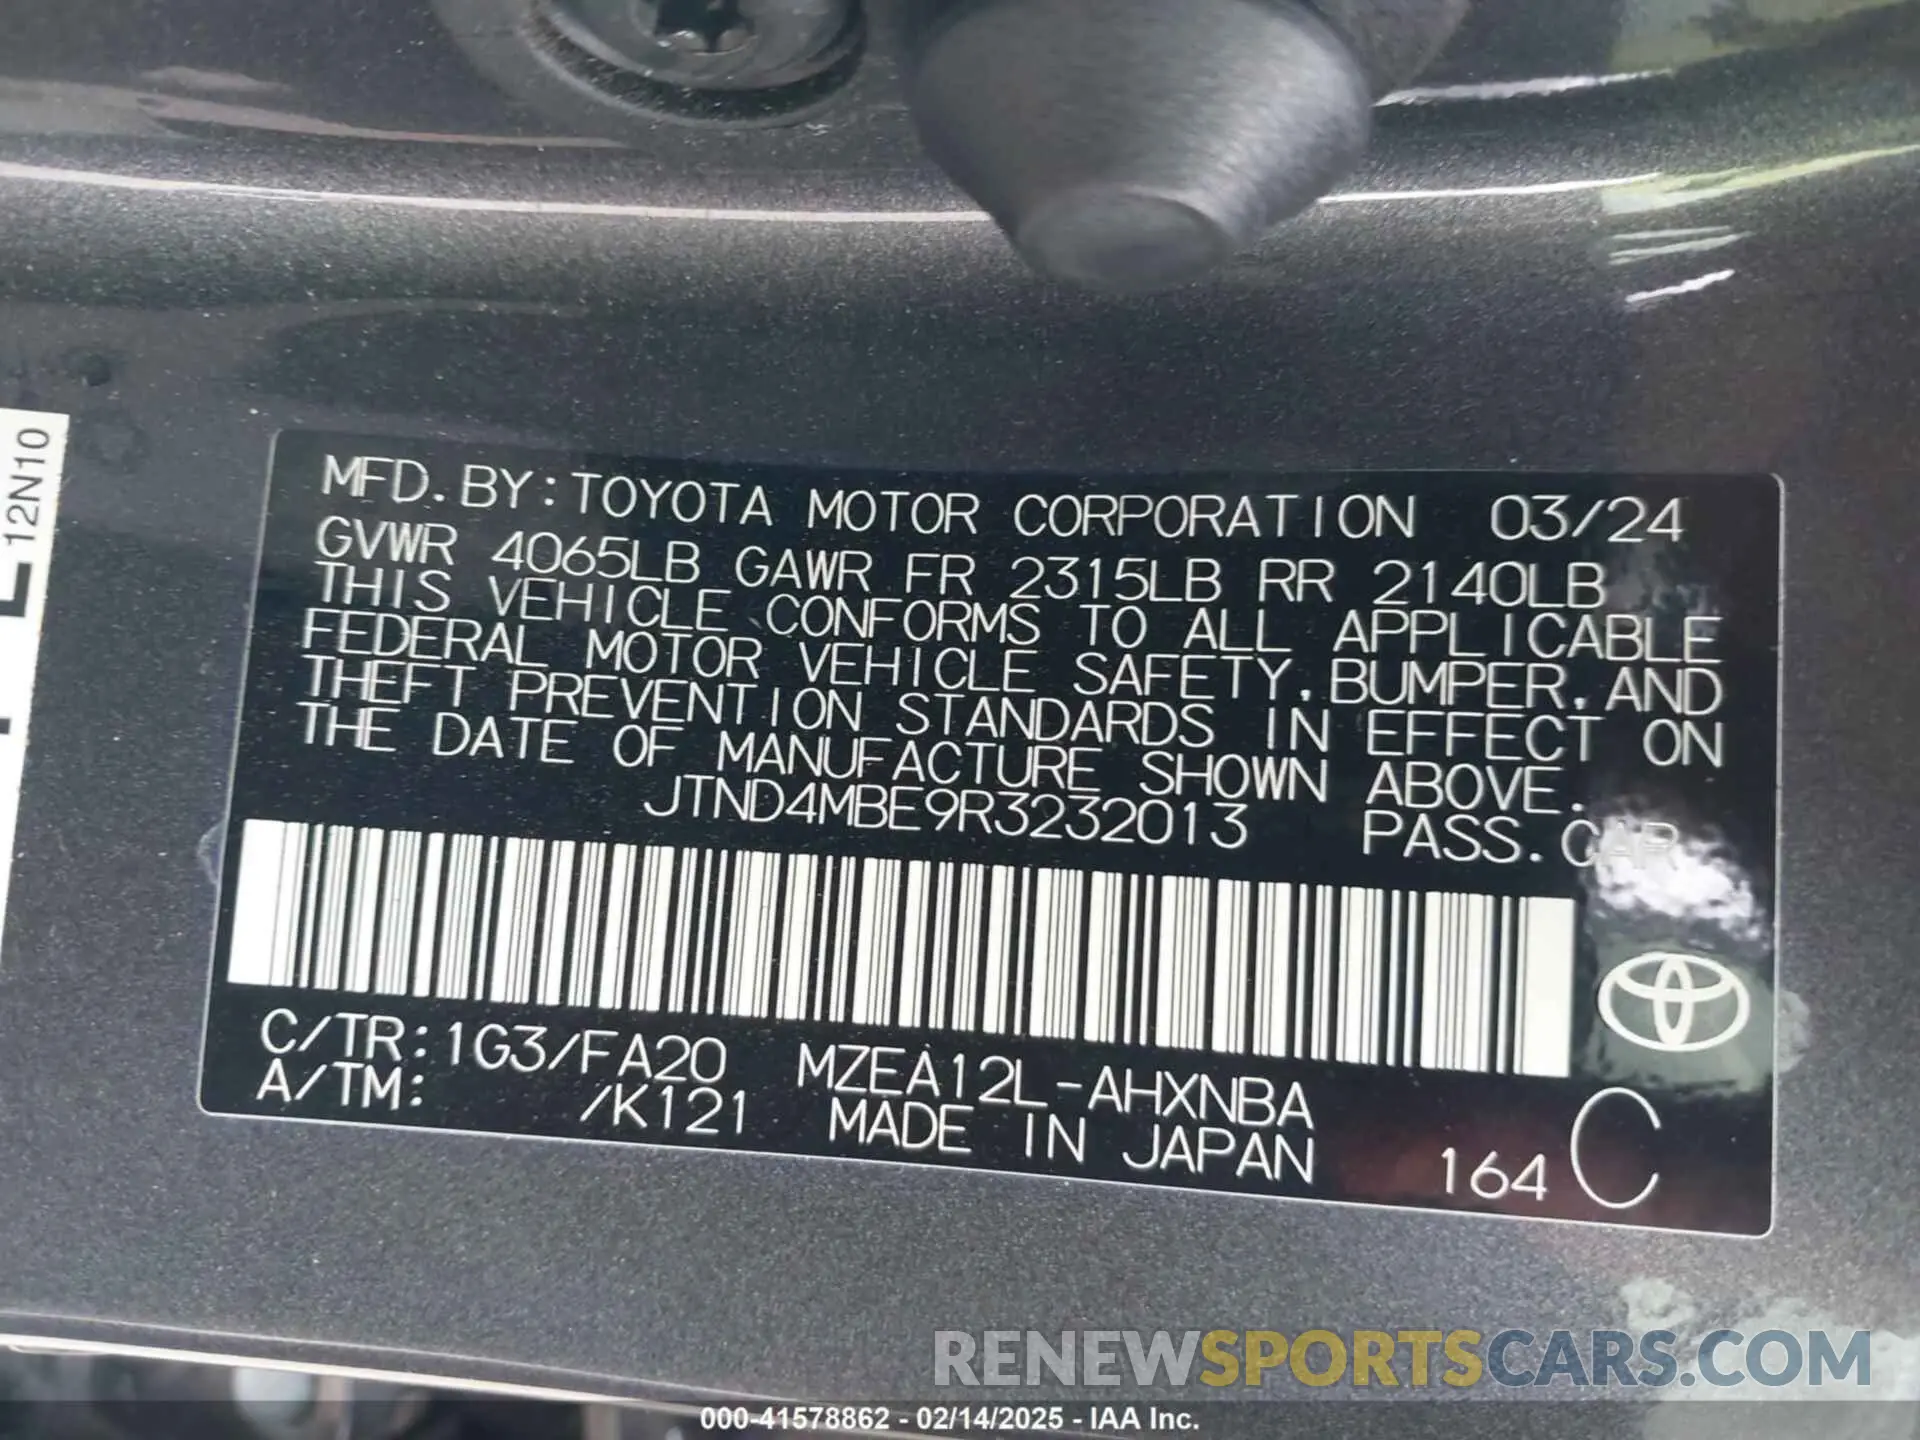 E12N10
MFD.BY:TOYOTA MOTOR CORPORATION 03/24
GVWR 4065LB GAWR FR 2315LB RR 2140LB
THIS VEHICLE CONFORMS TO ALL APPLICABLE
FEDERAL MOTOR VEHICLE SAFETY,BUMPER,AND
THEFT PREVENTION STANDARDS IN EFFECT ON
THE DATE OF MANUFACTURE SHOWN ABOVE.
JTND4MBE9R3232013 PASS.CAR
C/TR:1G3/FA20 MZEA12L-AHXNBA
A/TM: /K121 MADE IN JAPAN 164 C
RENEWSPORTSCARS.COM
000-41578862 - 02/14/2025 - IAA Inc.